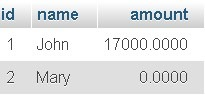 id name amount
1 John 17000.0000
2 Mary 0.0000